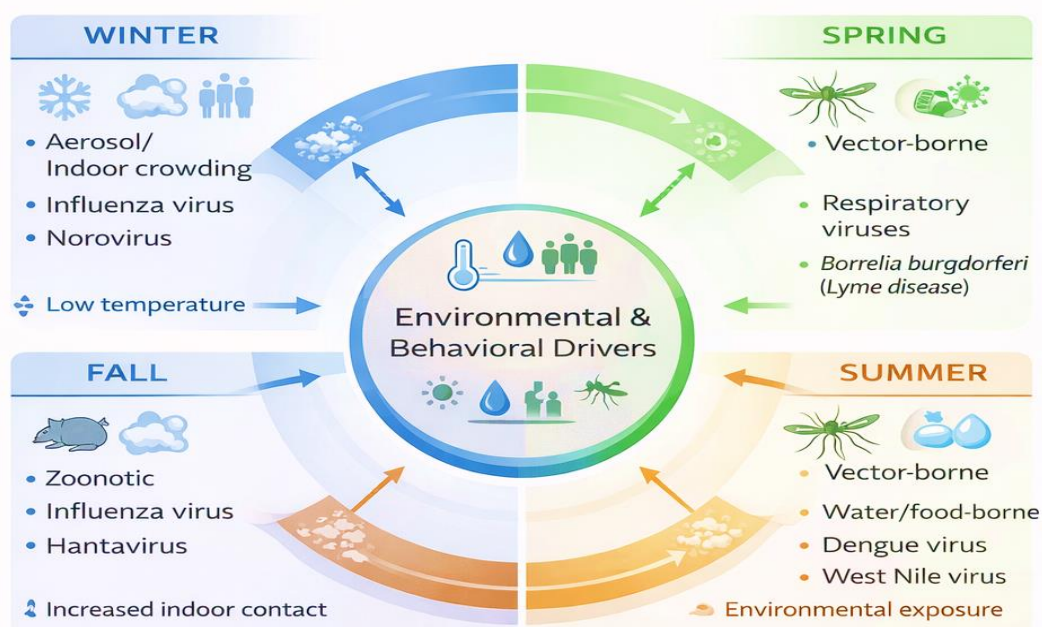 WINTER
Aerosol/
Indoor crowding
Influenza virus
Norovirus
Low temperature
SPRING
Vector-borne
Respiratory
viruses
Borrelia burgdorferi
(Lyme disease)
Environmental &
Behavioral Drivers
FALL
Zoonotic
Influenza virus
Hantavirus
Increased indoor contact
SUMMER
Vector-borne
Water/food-borne
Dengue virus
West Nile virus
Environmental exposure